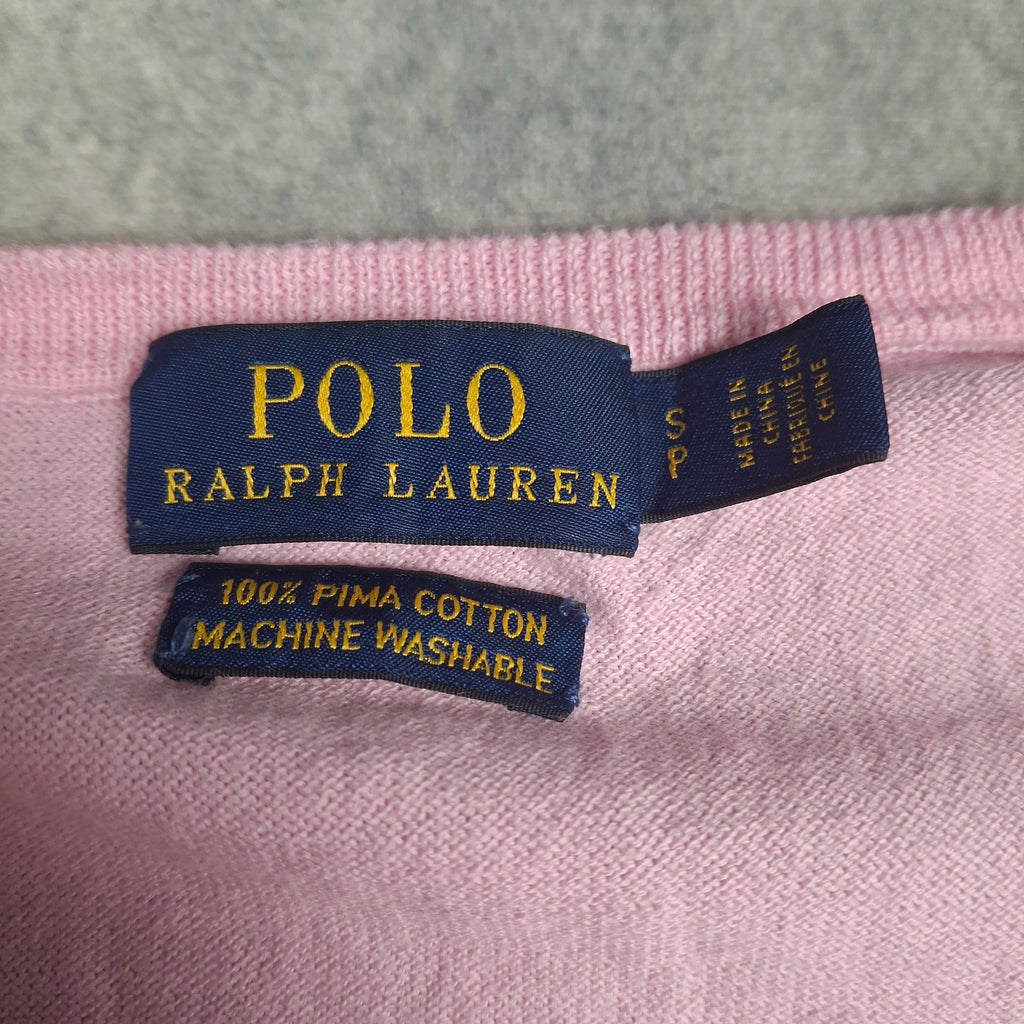 POLO
RALPH LAUREN
S
P
MADE IN
CHINA
FABRIQUÉ EN
CHINE
100% PIMA COTTON
MACHINE WASHABLE